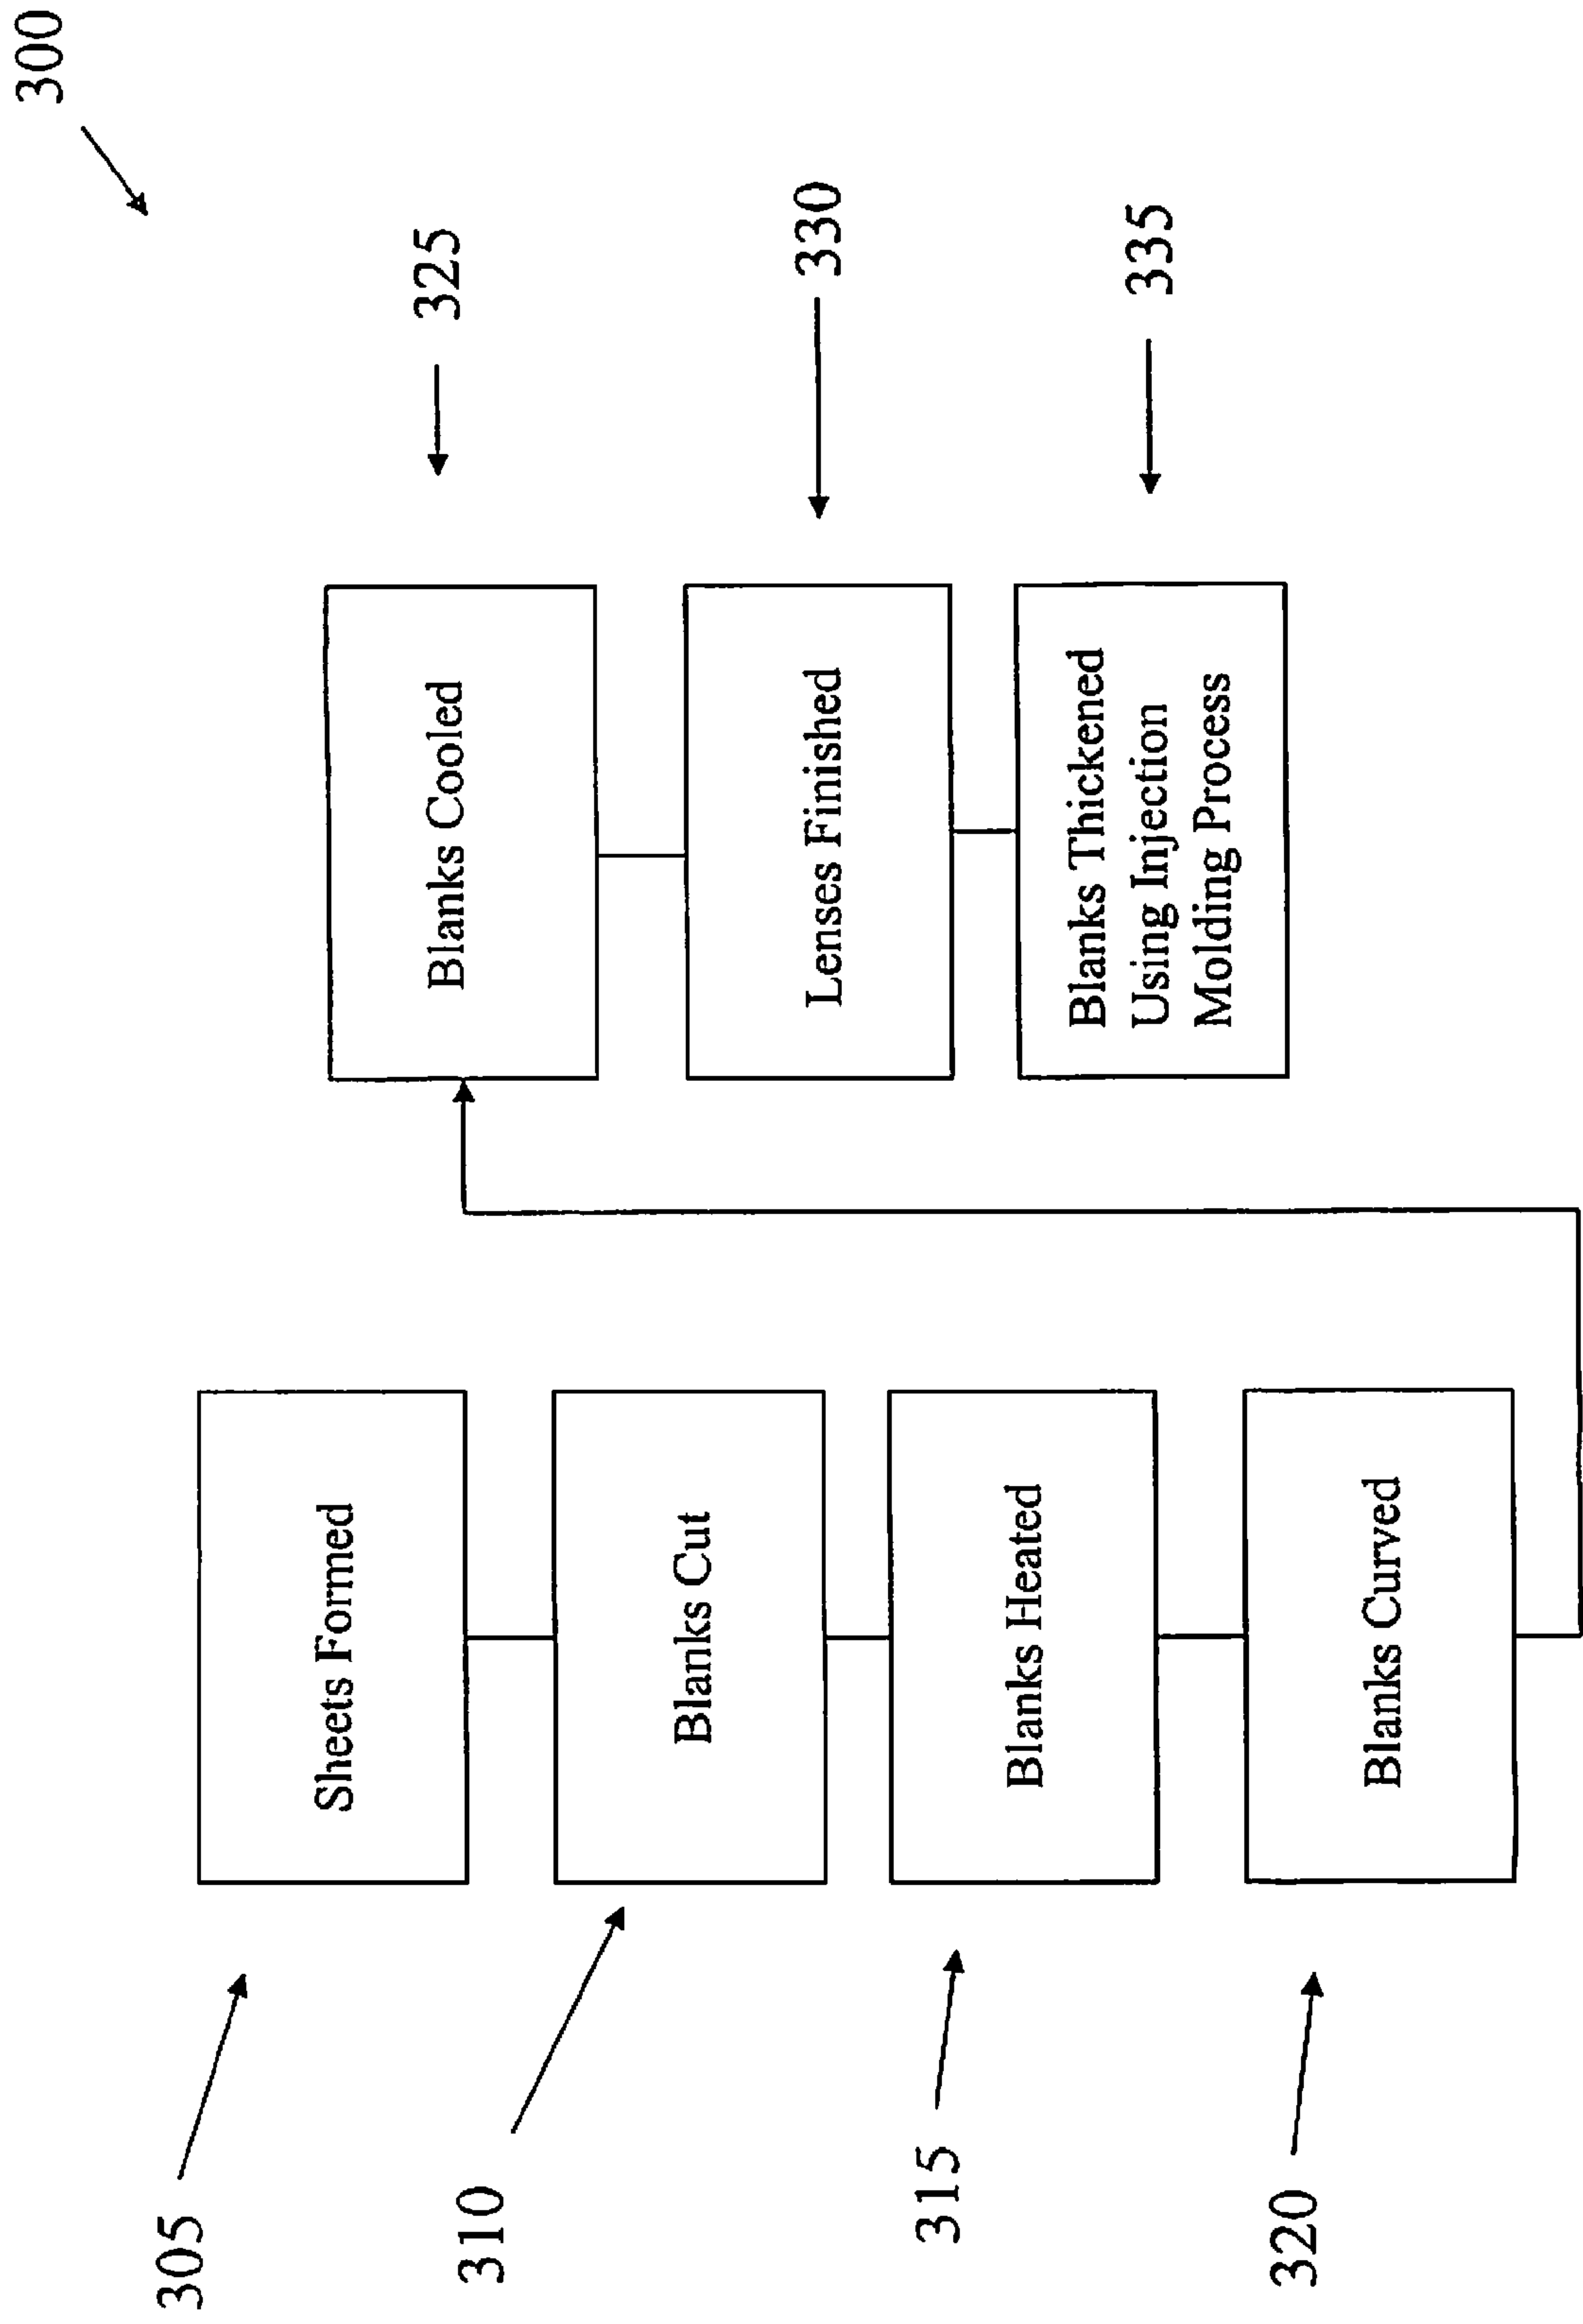 300
305
Sheets Formed
310
Blanks Cut
315
Blanks Heated
320
Blanks Curved
Blanks Cooled
325
Lenses Finished
330
Blanks Thickened
Using Injection
Molding Process
335